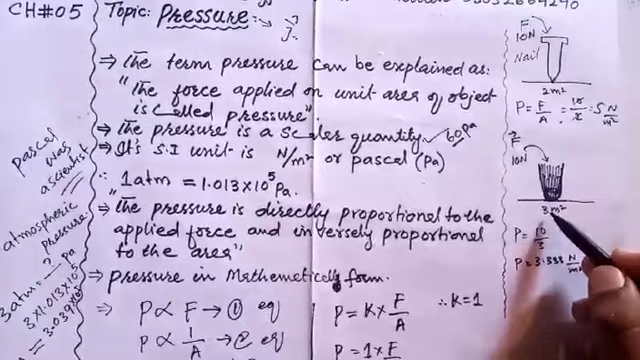 CH#05
Topic: Pressure:→
⇒ The term pressure can be explained as:
"The force applied on unit area of object
is called pressure".
⇒ The pressure is a scaler quantity. 60Pa
⇒ It's S.I unit is N/m² or pascal (Pa)
∴ 1atm = 1.013×10⁵Pa.
⇒ "The pressure is directly proportional to the
applied force and inversely proportional
to the area"
⇒ pressure in Mathematically form.
⇒ P∝ F → ① eq
P ∝ 1/A → ② eq
P = K× F/A ∴ K=1
P = 1× F
pascal
was
a scientist
atmospheric
pressure.
3atm = ? Pa
3×1.013×10⁵
= 3.039×10⁵
F
10N
Nail
2m²
P = F/A = 10/2 = 5 N/m²
F
10N
3m²
P = 10/3
P = 3.333 N/m²